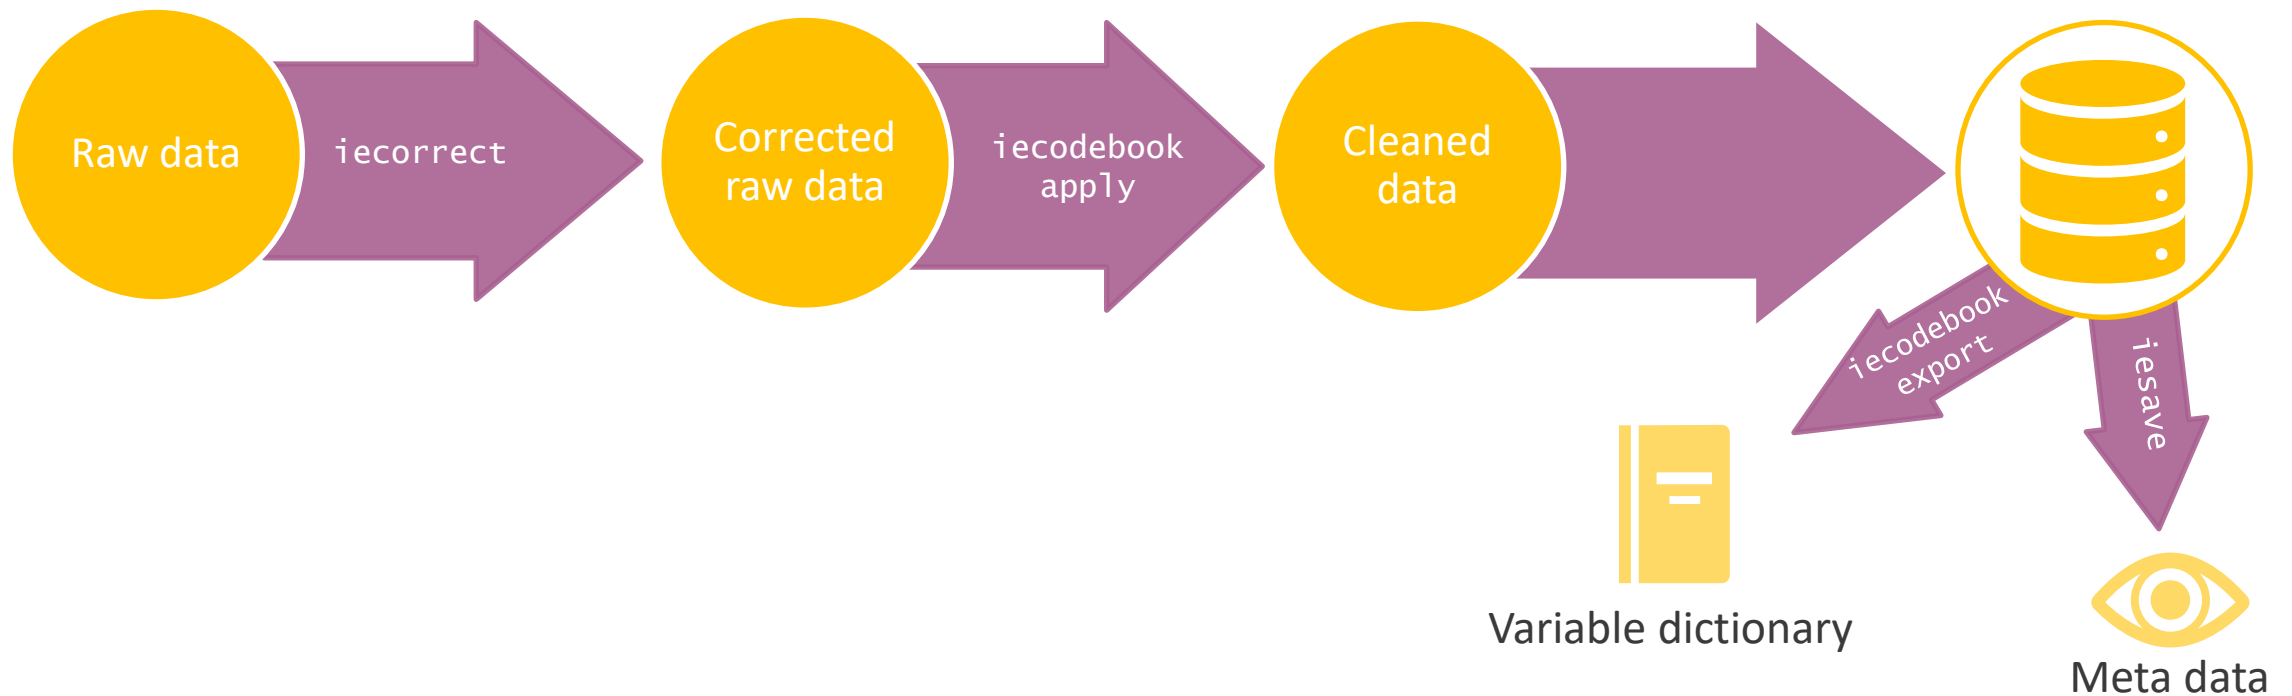 Raw data
iecorrect
Corrected
raw data
iecodebook
apply
Cleaned
data
iecodebook
export
iesave
Variable dictionary
Meta data